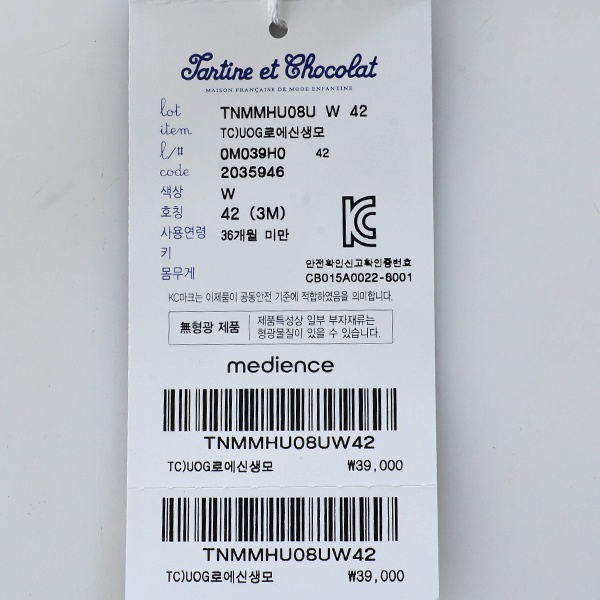 Tartine et Chocolat
MAISON FRANÇAISE DE MODE ENFANTINE
lot TNMMHU08U W 42
item TC)UOG로에신생모
l/# 0M039H0 42
code 2035946
색상 W
호칭 42 (3M)
사용연령 36개월 미만
키
몸무게
KC
안전확인신고확인증번호
CB015A0022-8001
KC마크는 이제품이 공동안전 기준에 적합하였음을 의미합니다.
無형광 제품 제품특성상 일부 부자재류는
형광물질이 있을 수 있습니다.
medience
TNMMHU08UW42
TC)UOG로에신생모 ₩39,000
TNMMHU08UW42
TC)UOG로에신생모 ₩39,000